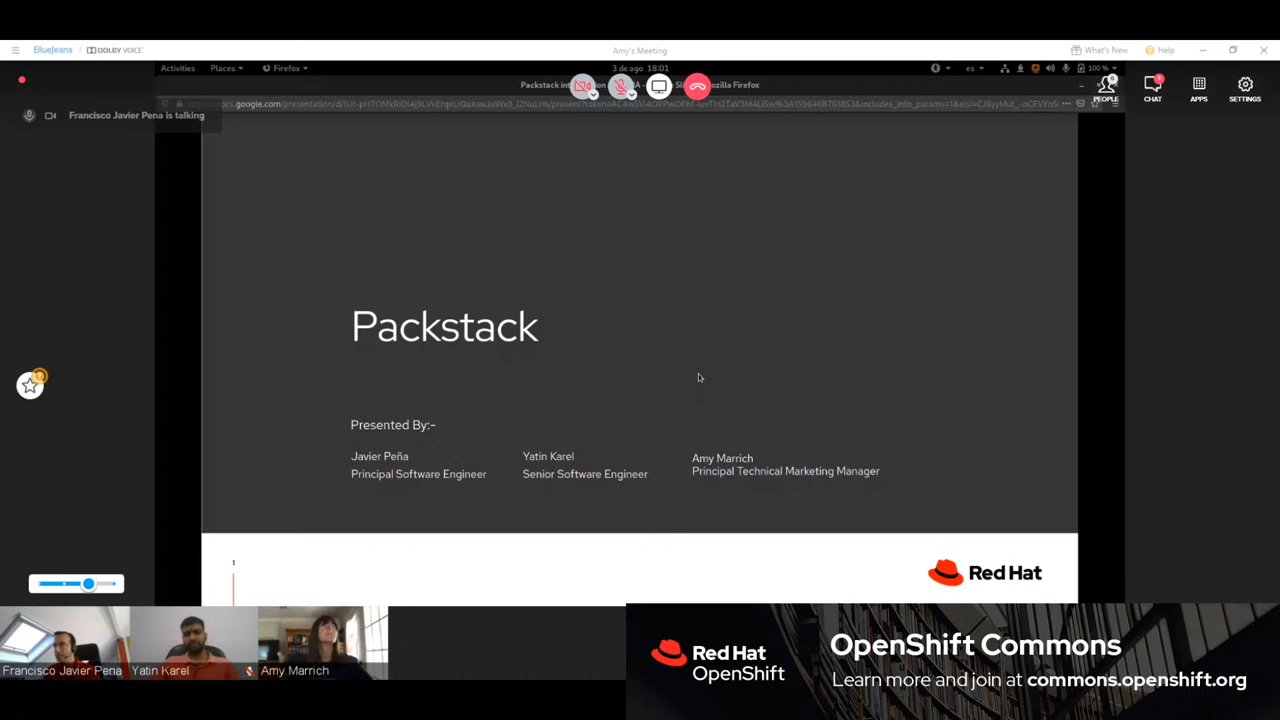 BlueJeans DOLBY VOICE
Amy's Meeting
What's New
Help
Activities Places Firefox
3 de ago 18:01
es
100 %
Francisco Javier Pena is talking
PEOPLE
CHAT
APPS
SETTINGS
Packstack
Presented By:-
Javier Peña
Principal Software Engineer
Yatin Karel
Senior Software Engineer
Amy Marrich
Principal Technical Marketing Manager
1
Red Hat
Francisco Javier Pena
Yatin Karel
Amy Marrich
Red Hat
OpenShift
OpenShift Commons
Learn more and join at commons.openshift.org